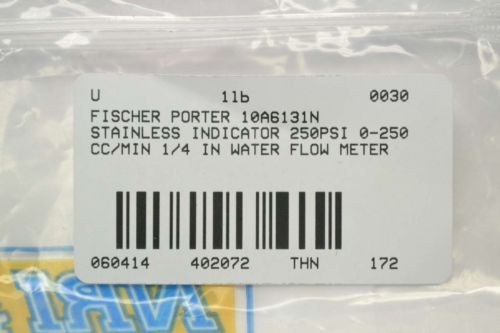 U 1lb 0030
FISCHER PORTER 10A6131N
STAINLESS INDICATOR 250PSI 0-250
CC/MIN 1/4 IN WATER FLOW METER
060414 402072 THN 172